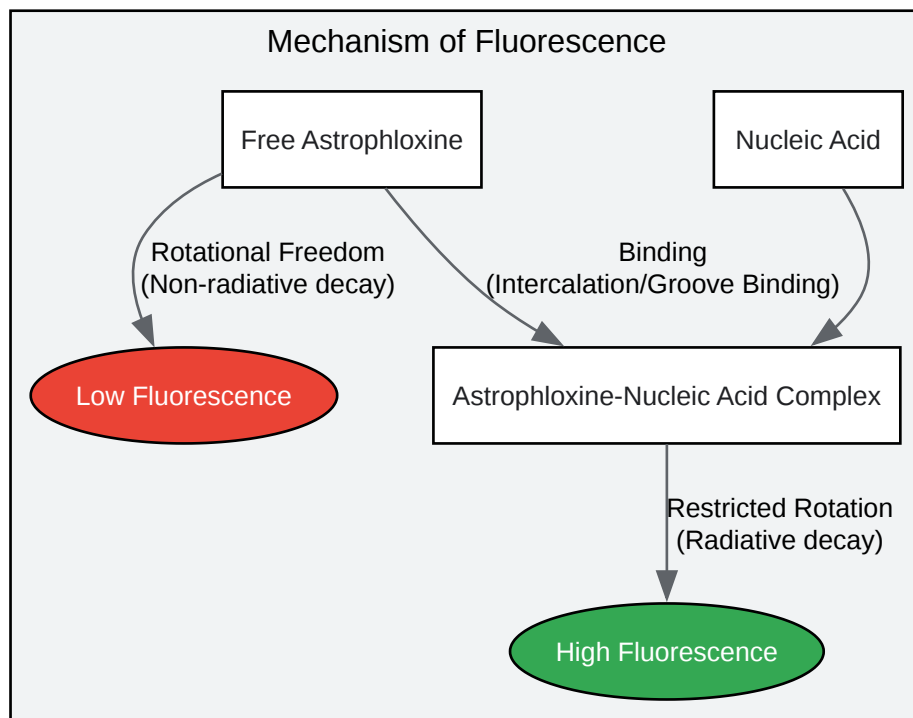 Mechanism of Fluorescence
Free Astrophloxine
Nucleic Acid
Rotational Freedom
(Non-radiative decay)
Binding
(Intercalation/Groove Binding)
Low Fluorescence
Astrophloxine-Nucleic Acid Complex
Restricted Rotation
(Radiative decay)
High Fluorescence